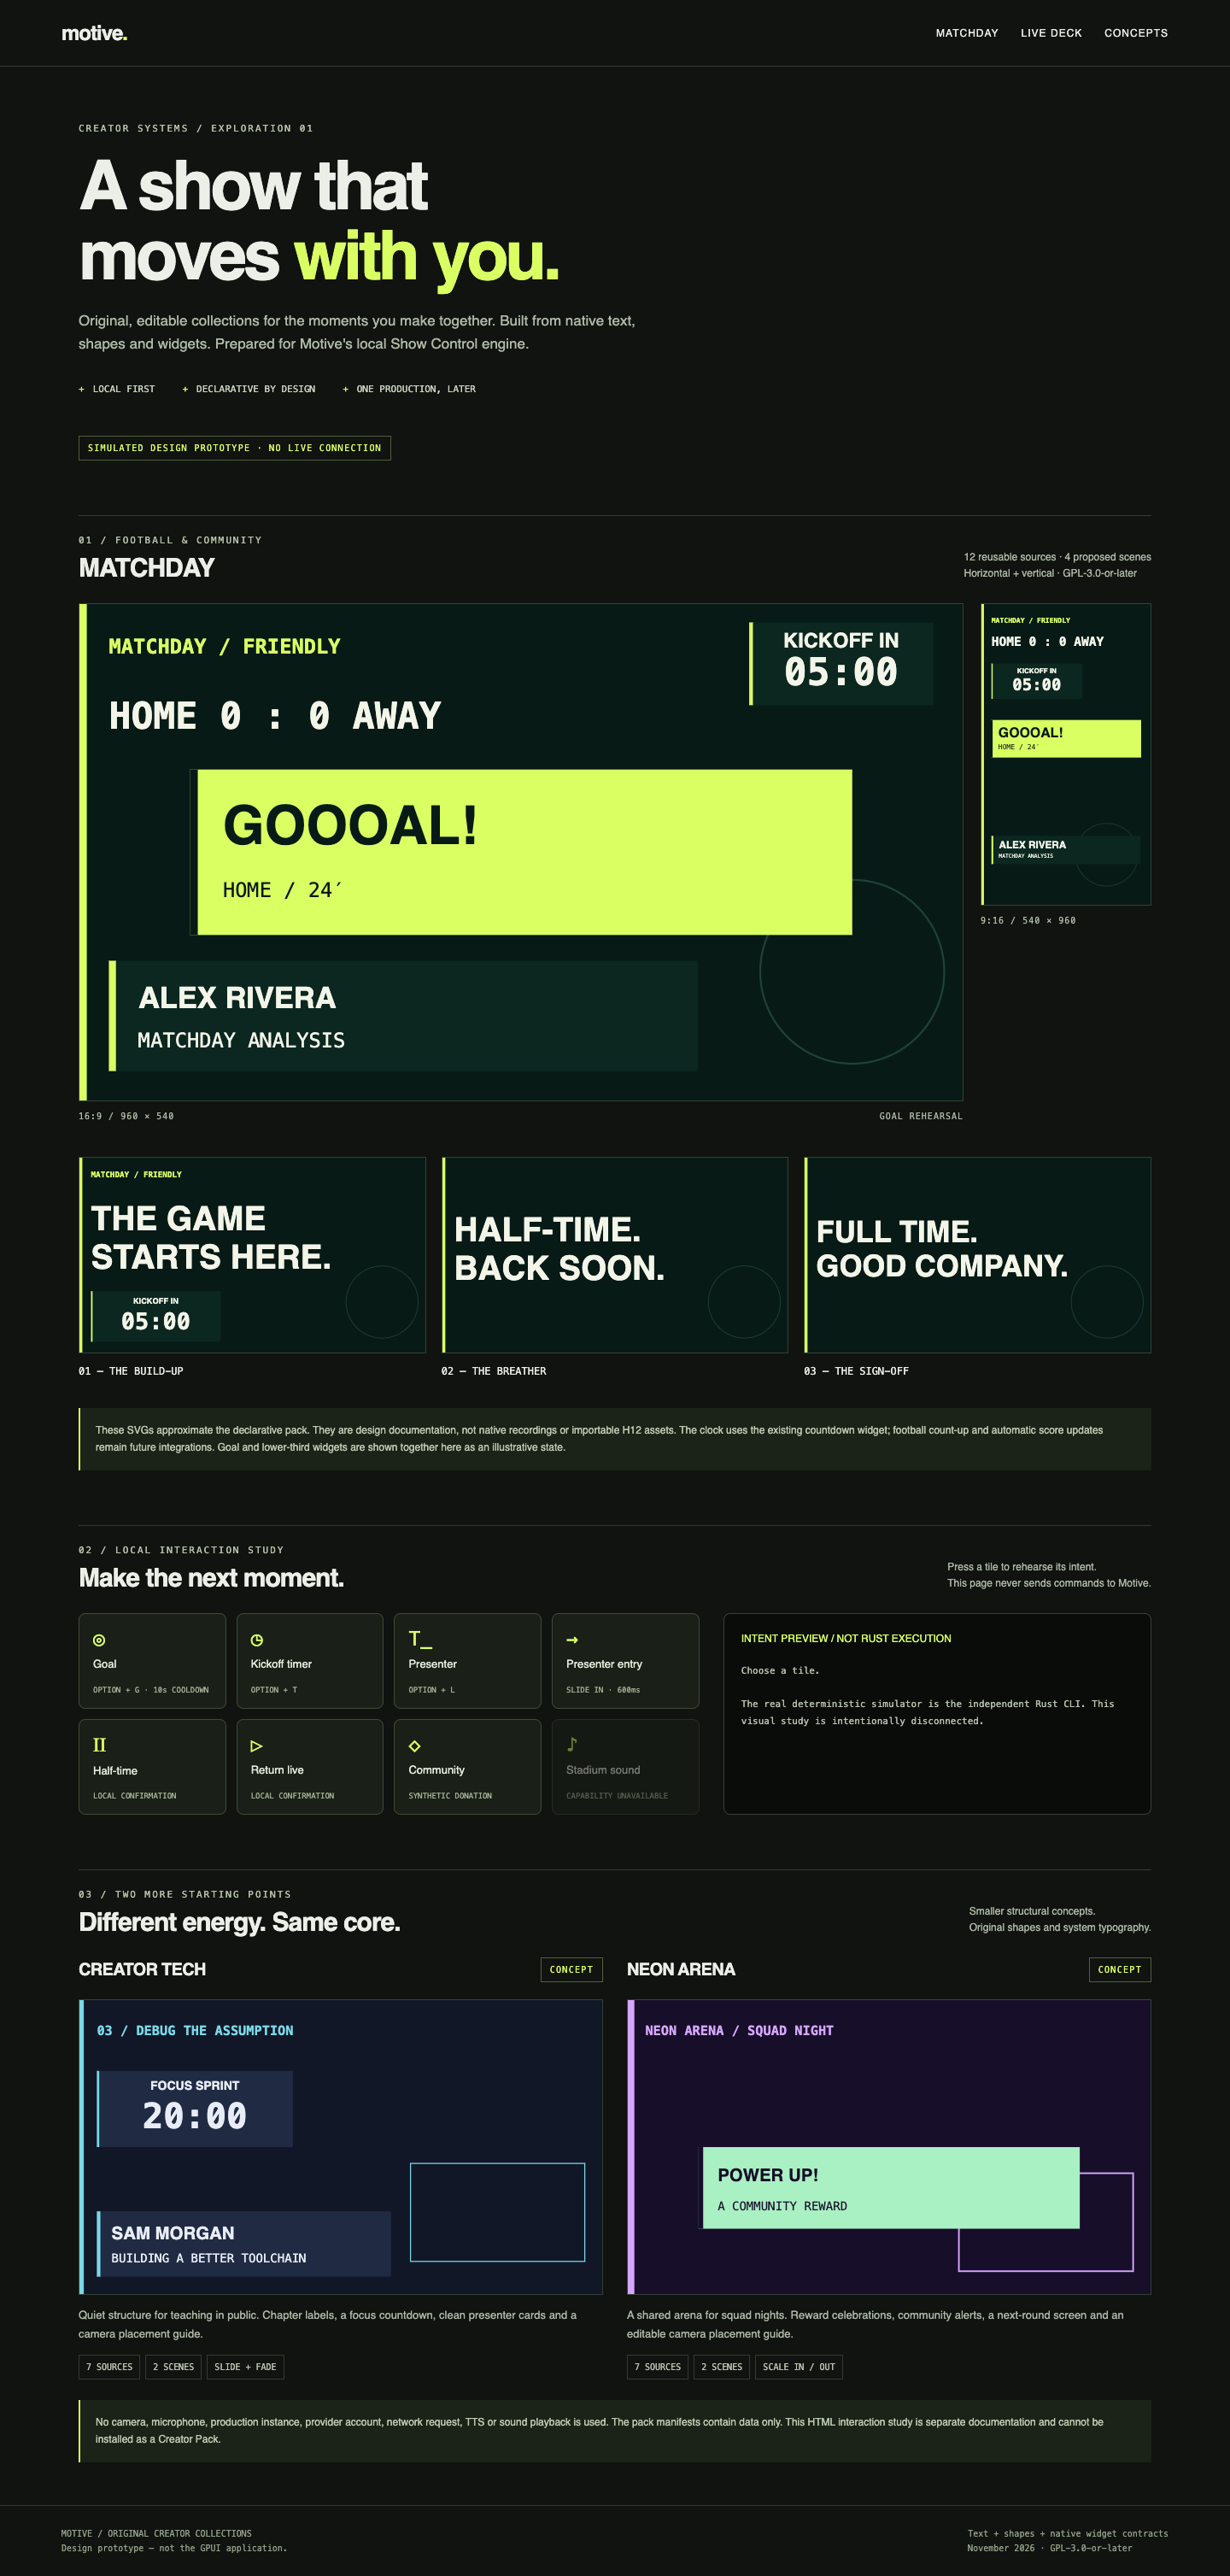 motive.
MATCHDAY LIVE DECK CONCEPTS
CREATOR SYSTEMS / EXPLORATION 01
A show that
moves with you.
Original, editable collections for the moments you make together. Built from native text,
shapes and widgets. Prepared for Motive's local Show Control engine.
+ LOCAL FIRST + DECLARATIVE BY DESIGN + ONE PRODUCTION, LATER
SIMULATED DESIGN PROTOTYPE · NO LIVE CONNECTION
01 / FOOTBALL & COMMUNITY
MATCHDAY
12 reusable sources · 4 proposed scenes
Horizontal + vertical · GPL-3.0-or-later
MATCHDAY / FRIENDLY
HOME 0 : 0 AWAY
KICKOFF IN
05:00
GOOOAL!
HOME / 24′
ALEX RIVERA
MATCHDAY ANALYSIS
16:9 / 960 × 540
GOAL REHEARSAL
MATCHDAY / FRIENDLY
HOME 0 : 0 AWAY
KICKOFF IN
05:00
GOOOAL!
HOME / 24′
ALEX RIVERA
MATCHDAY ANALYSIS
9:16 / 540 × 960
MATCHDAY / FRIENDLY
THE GAME
STARTS HERE.
KICKOFF IN
05:00
01 — THE BUILD-UP
HALF-TIME.
BACK SOON.
02 — THE BREATHER
FULL TIME.
GOOD COMPANY.
03 — THE SIGN-OFF
These SVGs approximate the declarative pack. They are design documentation, not native recordings or importable H12 assets. The clock uses the existing countdown widget; football count-up and automatic score updates
remain future integrations. Goal and lower-third widgets are shown together here as an illustrative state.
02 / LOCAL INTERACTION STUDY
Make the next moment.
Press a tile to rehearse its intent.
This page never sends commands to Motive.
◎
Goal
OPTION + G · 10s COOLDOWN
◷
Kickoff timer
OPTION + T
T_
Presenter
OPTION + L
→
Presenter entry
SLIDE IN · 600ms
II
Half-time
LOCAL CONFIRMATION
▷
Return live
LOCAL CONFIRMATION
◇
Community
SYNTHETIC DONATION
♪
Stadium sound
CAPABILITY UNAVAILABLE
INTENT PREVIEW / NOT RUST EXECUTION
Choose a tile.
The real deterministic simulator is the independent Rust CLI. This
visual study is intentionally disconnected.
03 / TWO MORE STARTING POINTS
Different energy. Same core.
Smaller structural concepts.
Original shapes and system typography.
CREATOR TECH
CONCEPT
03 / DEBUG THE ASSUMPTION
FOCUS SPRINT
20:00
SAM MORGAN
BUILDING A BETTER TOOLCHAIN
Quiet structure for teaching in public. Chapter labels, a focus countdown, clean presenter cards and a
camera placement guide.
7 SOURCES 2 SCENES SLIDE + FADE
NEON ARENA
CONCEPT
NEON ARENA / SQUAD NIGHT
POWER UP!
A COMMUNITY REWARD
A shared arena for squad nights. Reward celebrations, community alerts, a next-round screen and an
editable camera placement guide.
7 SOURCES 2 SCENES SCALE IN / OUT
No camera, microphone, production instance, provider account, network request, TTS or sound playback is used. The pack manifests contain data only. This HTML interaction study is separate documentation and cannot be
installed as a Creator Pack.
MOTIVE / ORIGINAL CREATOR COLLECTIONS
Design prototype — not the GPUI application.
Text + shapes + native widget contracts
November 2026 · GPL-3.0-or-later